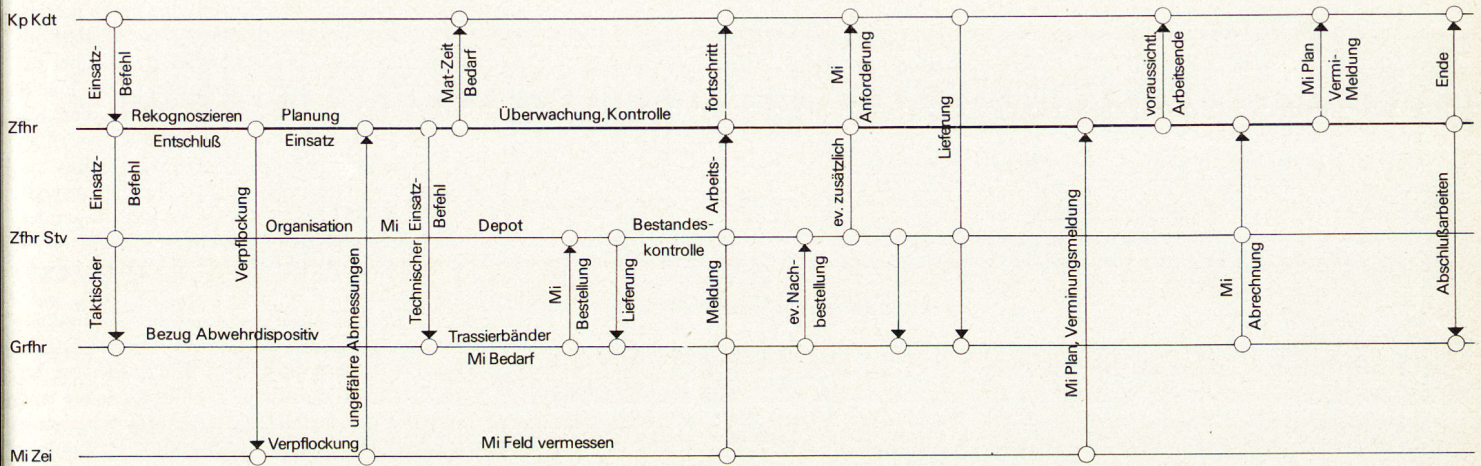 Kp Kdt
Einsatz-
Befehl
Mat-Zeit
Bedarf
fortschritt
Mi
Anforderung
voraussichtl.
Arbeitsende
Mi Plan
Vermi-
Meldung
Ende
Zfhr
Rekognoszieren
Entschluß
Planung
Einsatz
Überwachung, Kontrolle
Lieferung
Einsatz-
Befehl
Verpflockung
Technischer Einsatz-
Befehl
Arbeits-
ev. zusätzlich
Zfhr Stv
Organisation Mi Depot
Bestandes-
kontrolle
Taktischer
ungefähre Abmessungen
Mi
Bestellung
Lieferung
Meldung
ev. Nach-
bestellung
Mi Plan, Verminungsmeldung
Mi
Abrechnung
Abschlußarbeiten
Grfhr
Bezug Abwehrdispositiv
Trassierbänder
Mi Bedarf
Mi Zei
Verpflockung
Mi Feld vermessen